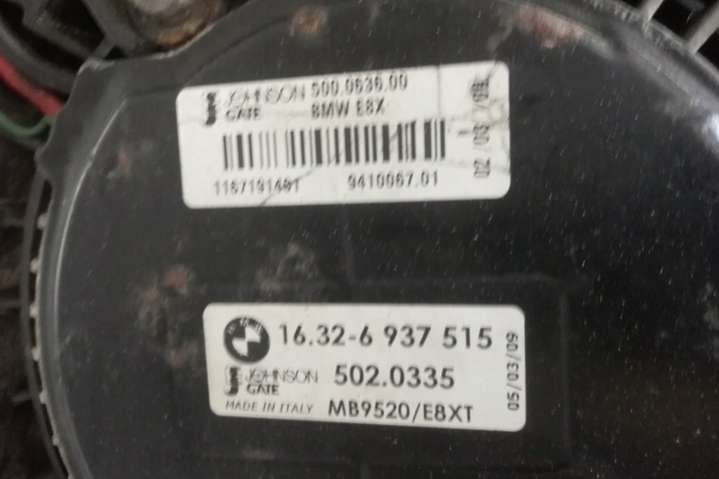 JOHNSON 500.0636.00
GATE BMW E8X
1167191461 9410067.01
02/03/09
16.32-6 937 515
JOHNSON 502.0335
GATE
MADE IN ITALY MB9520/E8XT
05/03/09